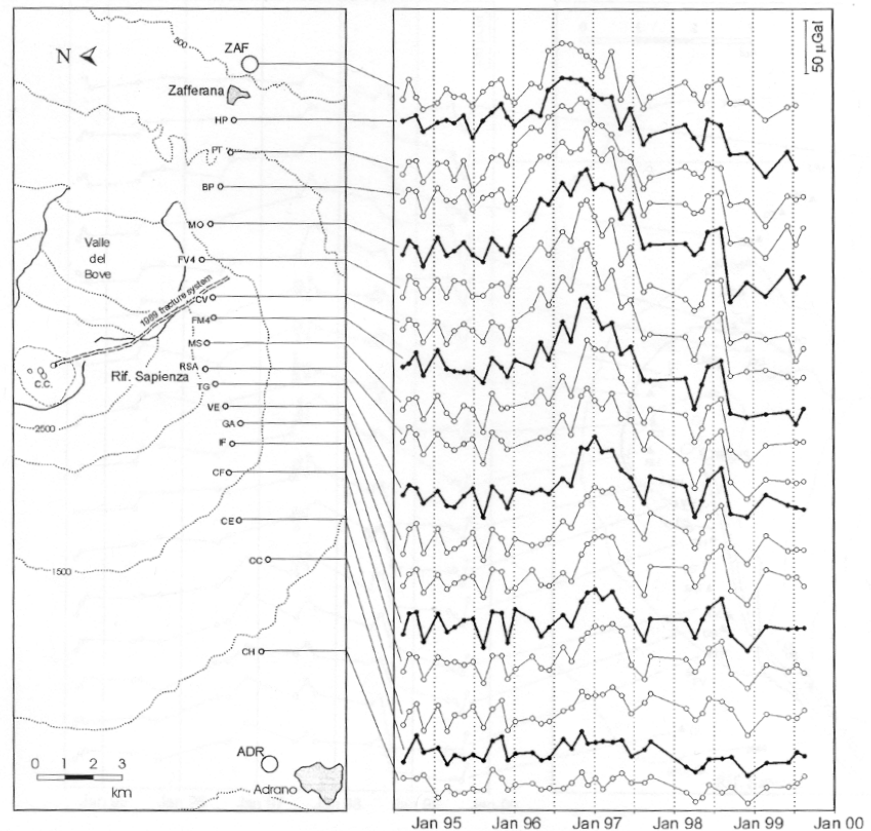 500
ZAF
N
Zafferana
HP
PT
BP
MO
Valle
del
Bove
FV4
1989 fracture system
CV
FM4
MS
RSA
Rif. Sapienza
TG
C.C.
VE
GA
2500
IF
CF
CE
CC
1500
CH
ADR
0 1 2 3
km
Adrano
50 µGal
Jan 95 Jan 96 Jan 97 Jan 98 Jan 99 Jan 00